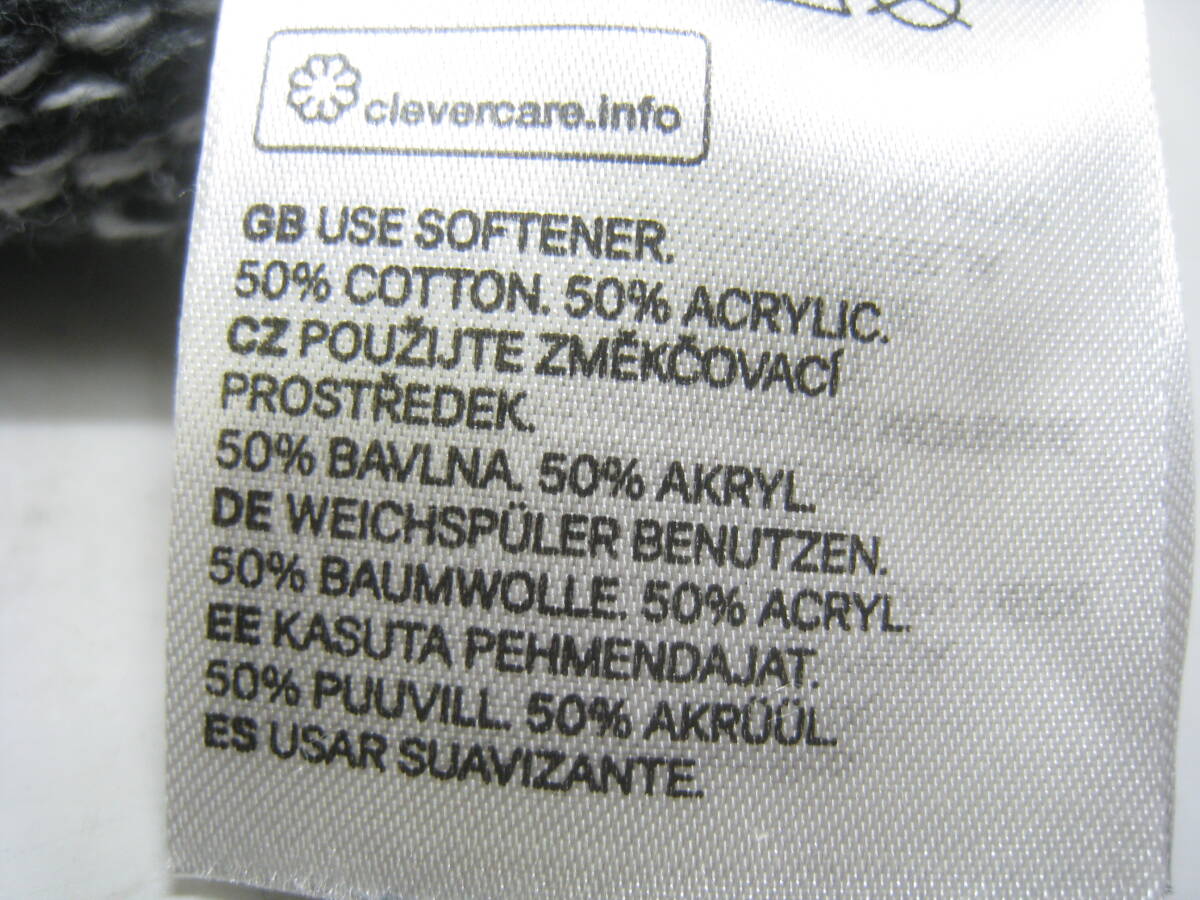 clevercare.info
GB USE SOFTENER.
50% COTTON. 50% ACRYLIC.
CZ POUŽIJTE ZMĚKČOVACÍ
PROSTŘEDEK.
50% BAVLNA. 50% AKRYL.
DE WEICHSPÜLER BENUTZEN.
50% BAUMWOLLE. 50% ACRYL.
EE KASUTA PEHMENDAJAT.
50% PUUVILL. 50% AKRÜÜL.
ES USAR SUAVIZANTE.